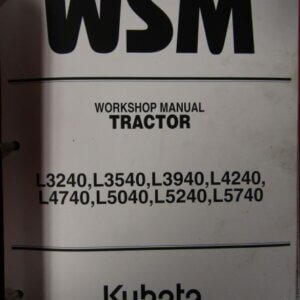 WSM
WORKSHOP MANUAL
TRACTOR
L3240,L3540,L3940,L4240,
L4740,L5040,L5240,L5740
Kubota